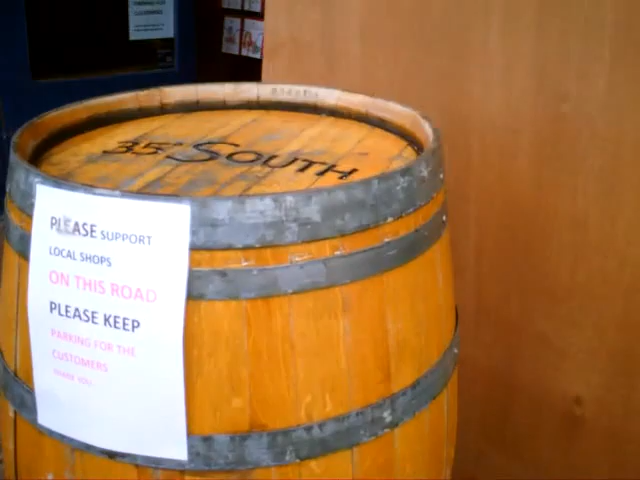 35° SOUTH
PLEASE SUPPORT
LOCAL SHOPS
ON THIS ROAD
PLEASE KEEP
PARKING FOR THE
CUSTOMERS
THANK YOU